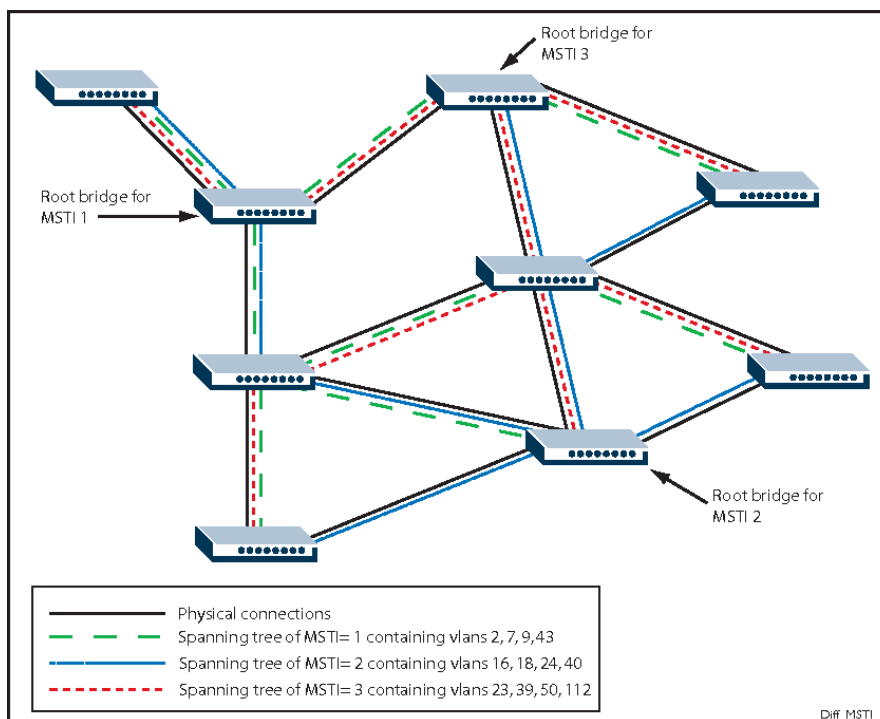 Root bridge for
MSTI 3
Root bridge for
MSTI 1
Root bridge for
MSTI 2
Physical connections
Spanning tree of MSTI= 1 containing vlans 2, 7, 9, 43
Spanning tree of MSTI= 2 containing vlans 16, 18, 24, 40
Spanning tree of MSTI= 3 containing vlans 23, 39, 50, 112
Diff MSTI